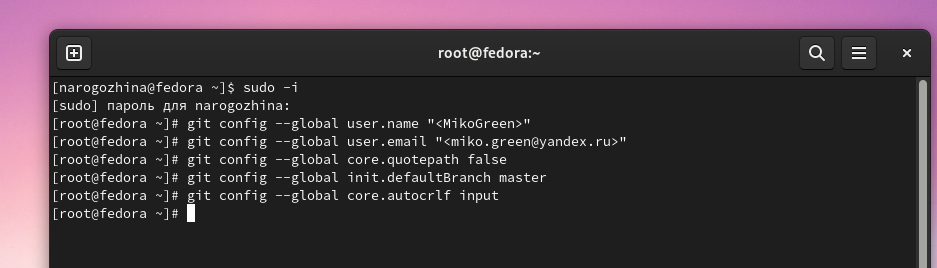 root@fedora:~
[narogozhina@fedora ~]$ sudo -i
[sudo] пароль для narogozhina:
[root@fedora ~]# git config --global user.name "<MikoGreen>"
[root@fedora ~]# git config --global user.email "<miko.green@yandex.ru>"
[root@fedora ~]# git config --global core.quotepath false
[root@fedora ~]# git config --global init.defaultBranch master
[root@fedora ~]# git config --global core.autocrlf input
[root@fedora ~]#